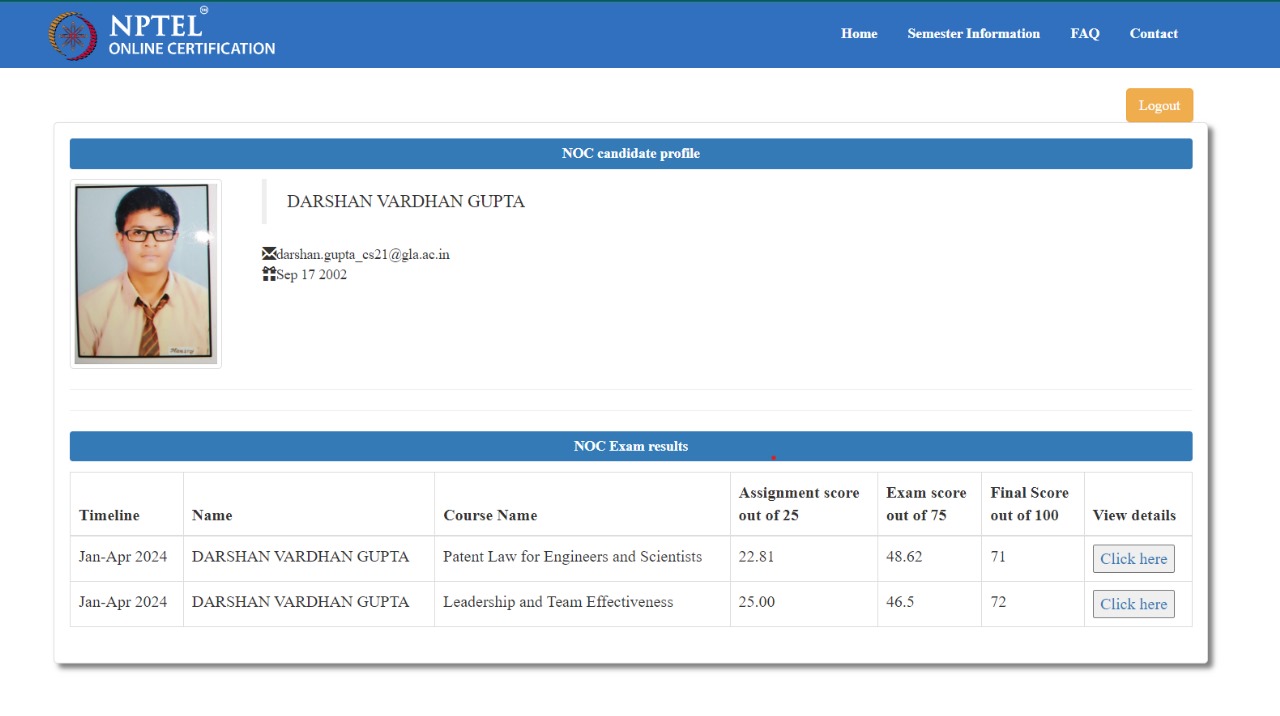 NPTEL
ONLINE CERTIFICATION
Home Semester Information FAQ Contact
Logout
NOC candidate profile
DARSHAN VARDHAN GUPTA
darshan.gupta_cs21@gla.ac.in
Sep 17 2002
NOC Exam results
Timeline Name Course Name Assignment score out of 25 Exam score out of 75 Final Score out of 100 View details
Jan-Apr 2024 DARSHAN VARDHAN GUPTA Patent Law for Engineers and Scientists 22.81 48.62 71 Click here
Jan-Apr 2024 DARSHAN VARDHAN GUPTA Leadership and Team Effectiveness 25.00 46.5 72 Click here